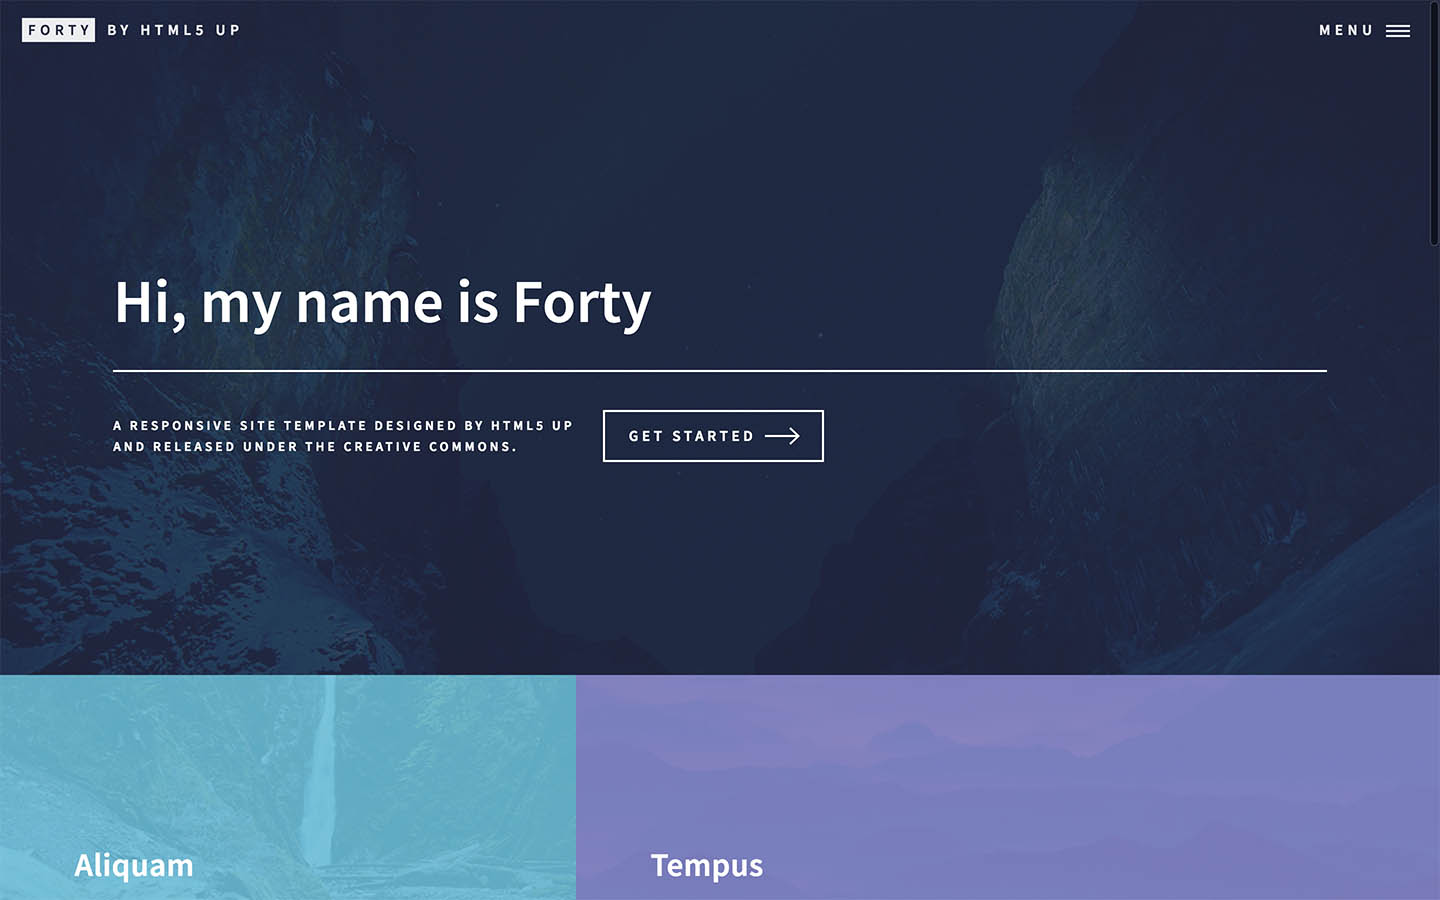 FORTY BY HTML5 UP
MENU
Hi, my name is Forty
A RESPONSIVE SITE TEMPLATE DESIGNED BY HTML5 UP
AND RELEASED UNDER THE CREATIVE COMMONS.
GET STARTED
Aliquam
Tempus